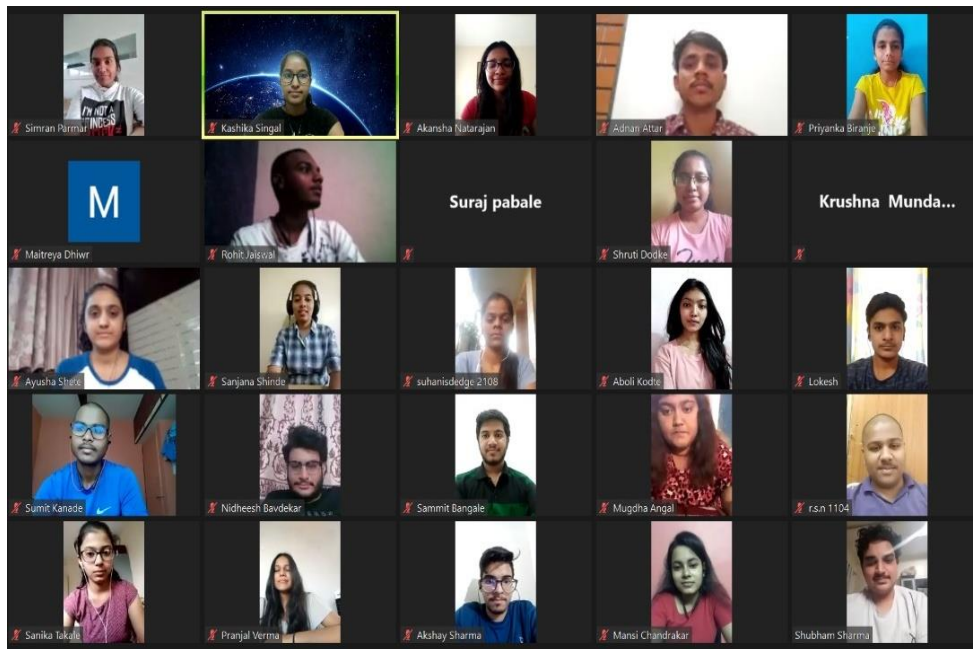 I'M NOT A
PRINCESS
Simran Parmar
Kashika Singal
Akansha Natarajan
Adnan Attar
Priyanka Biranje
M
Maitreya Dhiwr
Rohit Jaiswal
Suraj pabale
Shruti Dodke
Krushna Munda...
Ayusha Shete
Sanjana Shinde
suhanisdedge 2108
Aboli Kodte
Lokesh
Sumit Kanade
Nidheesh Bavdekar
Sammit Bangale
Mugdha Angal
r.s.n 1104
Sanika Takale
Pranjal Verma
Akshay Sharma
Mansi Chandrakar
Shubham Sharma